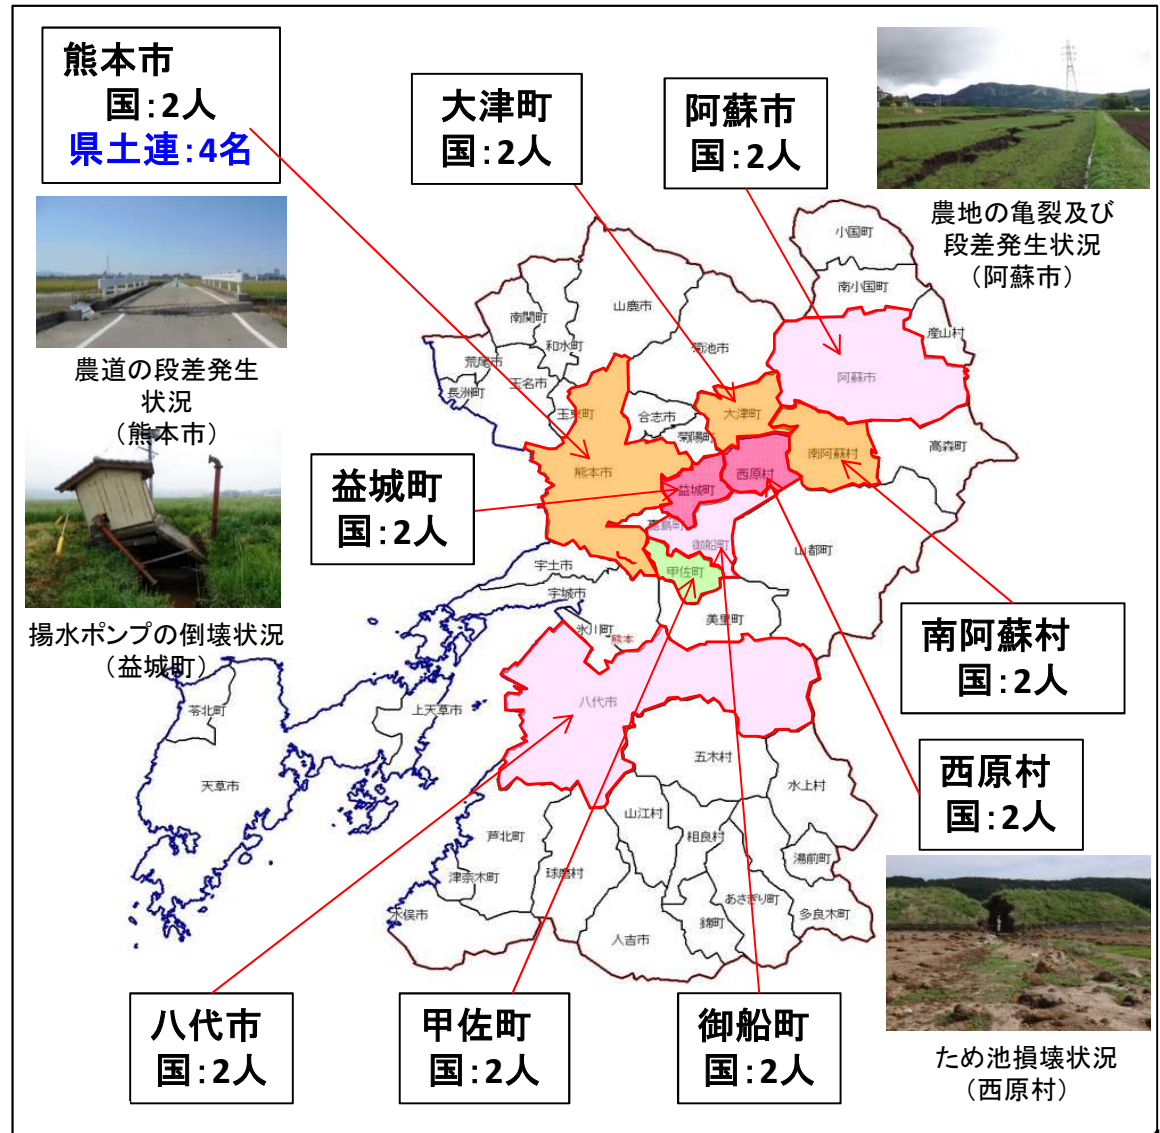 熊本市
国:2人
県土連:4名
大津町
国:2人
阿蘇市
国:2人
農地の亀裂及び
段差発生状況
(阿蘇市)
農道の段差発生
状況
(熊本市)
益城町
国:2人
揚水ポンプの倒壊状況
(益城町)
小国町
南小国町
産山村
山鹿市
南関町
和水町
菊池市
荒尾市
玉名市
長洲町
玉東町
合志市
菊陽町
大津町
阿蘇市
高森町
南阿蘇村
熊本市
益城町
西原村
嘉島町
御船町
山都町
甲佐町
宇土市
宇城市
美里町
氷川町
熊本
八代市
上天草市
苓北町
天草市
五木村
水上村
山江村
相良村
湯前町
芦北町
津奈木町
球磨村
あさぎり町
多良木町
水俣市
人吉市
錦町
南阿蘇村
国:2人
西原村
国:2人
八代市
国:2人
甲佐町
国:2人
御船町
国:2人
ため池損壊状況
(西原村)